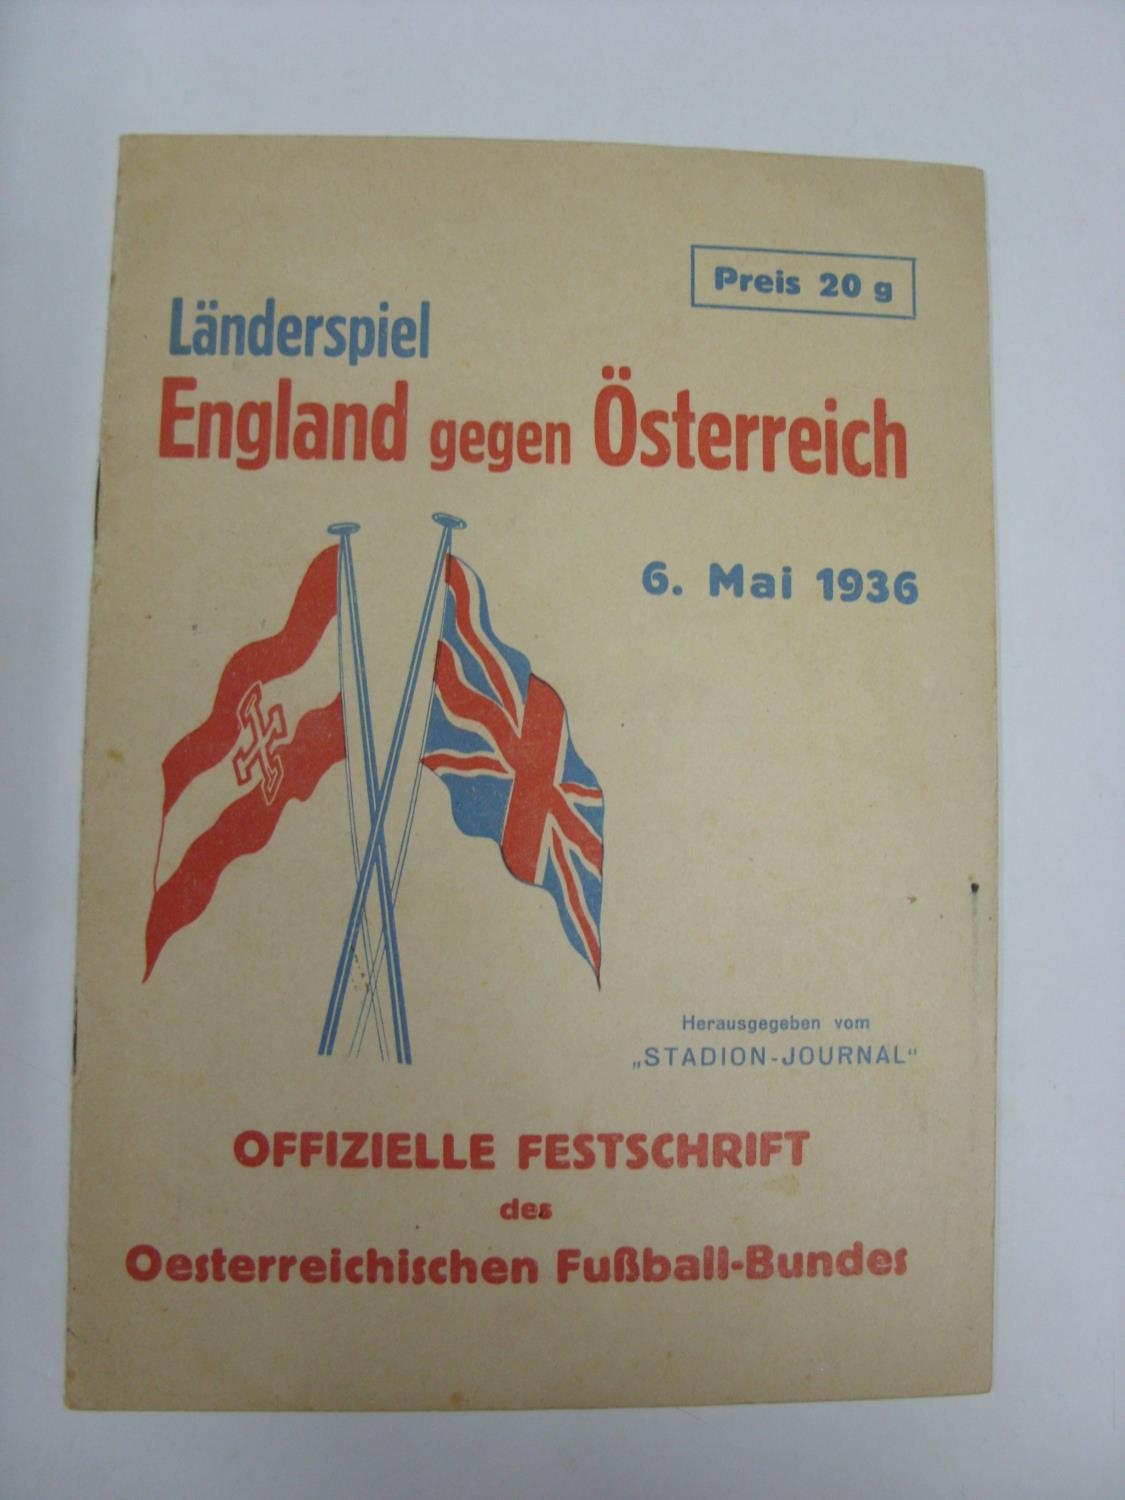 Preis 20 g
Länderspiel
England gegen Österreich
6. Mai 1936
Herausgegeben vom
„STADION-JOURNAL“
OFFIZIELLE FESTSCHRIFT
des
Oesterreichischen Fußball-Bundes